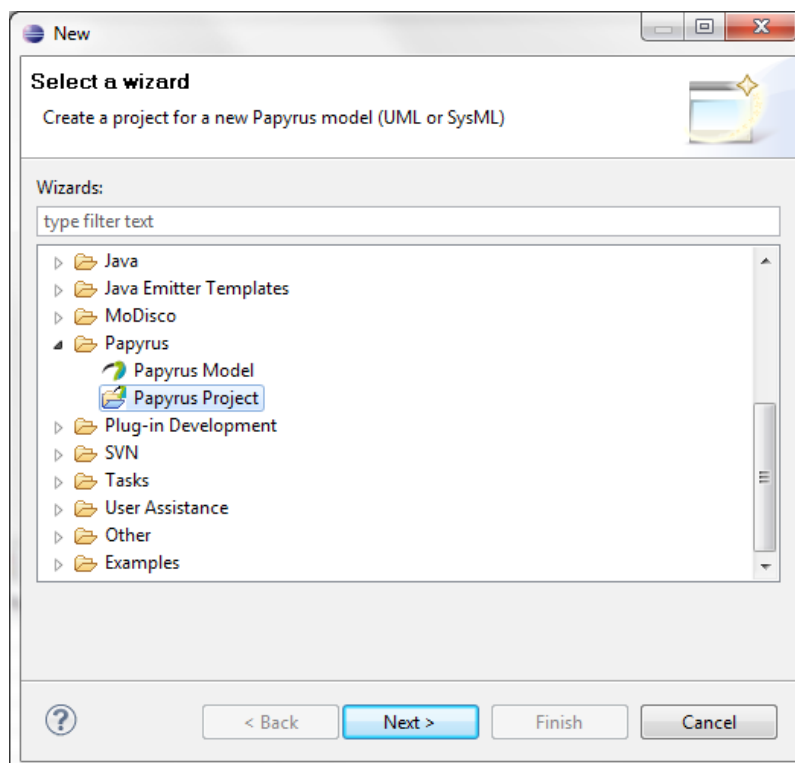 New
Select a wizard
Create a project for a new Papyrus model (UML or SysML)
Wizards:
type filter text
Java
Java Emitter Templates
MoDisco
Papyrus
Papyrus Model
Papyrus Project
Plug-in Development
SVN
Tasks
User Assistance
Other
Examples
? < Back Next > Finish Cancel